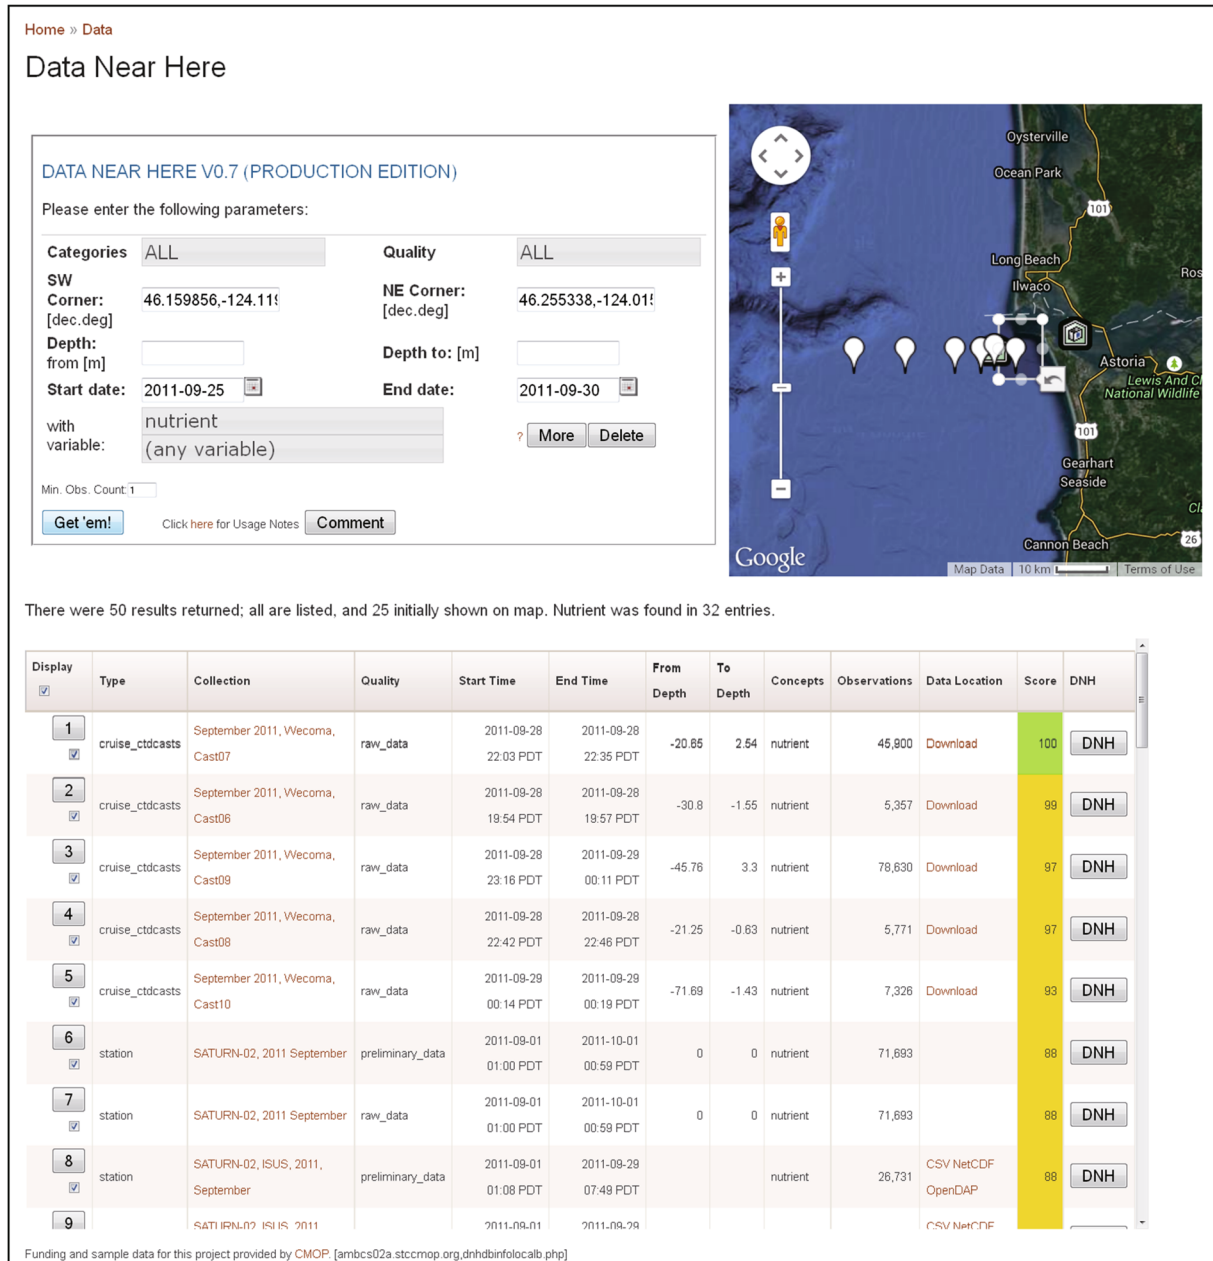 Home » Data
Data Near Here
DATA NEAR HERE V0.7 (PRODUCTION EDITION)
Please enter the following parameters:
Categories ALL Quality ALL
SW Corner: [dec.deg] 46.159856,-124.119 NE Corner: [dec.deg] 46.255338,-124.015
Depth: from [m] Depth to: [m]
Start date: 2011-09-25 End date: 2011-09-30
with variable: nutrient
(any variable)
? More Delete
Min. Obs. Count: 1
Get 'em! Click here for Usage Notes Comment
Oysterville
Ocean Park
101
Long Beach
Ros
Ilwaco
Astoria
Lewis And Cl
National Wildlife
101
Gearhart
Seaside
Cl
Cannon Beach
26
Google
Map Data 10 km Terms of Use
There were 50 results returned; all are listed, and 25 initially shown on map. Nutrient was found in 32 entries.
Display Type Collection Quality Start Time End Time From Depth To Depth Concepts Observations Data Location Score DNH
1 cruise_ctdcasts September 2011, Wecoma, Cast07 raw_data 2011-09-28 22:03 PDT 2011-09-28 22:35 PDT -20.65 2.54 nutrient 45,900 Download 100 DNH
2 cruise_ctdcasts September 2011, Wecoma, Cast06 raw_data 2011-09-28 19:54 PDT 2011-09-28 19:57 PDT -30.8 -1.55 nutrient 5,357 Download 99 DNH
3 cruise_ctdcasts September 2011, Wecoma, Cast09 raw_data 2011-09-28 23:16 PDT 2011-09-29 00:11 PDT -45.76 3.3 nutrient 78,630 Download 97 DNH
4 cruise_ctdcasts September 2011, Wecoma, Cast08 raw_data 2011-09-28 22:42 PDT 2011-09-28 22:46 PDT -21.25 -0.63 nutrient 5,771 Download 97 DNH
5 cruise_ctdcasts September 2011, Wecoma, Cast10 raw_data 2011-09-29 00:14 PDT 2011-09-29 00:19 PDT -71.69 -1.43 nutrient 7,326 Download 93 DNH
6 station SATURN-02, 2011 September preliminary_data 2011-09-01 01:00 PDT 2011-10-01 00:59 PDT 0 0 nutrient 71,693 88 DNH
7 station SATURN-02, 2011 September raw_data 2011-09-01 01:00 PDT 2011-10-01 00:59 PDT 0 0 nutrient 71,693 88 DNH
8 station SATURN-02, ISUS, 2011, September preliminary_data 2011-09-01 01:08 PDT 2011-09-29 07:49 PDT nutrient 26,731 CSV NetCDF OpenDAP 88 DNH
9 SATURN-02, ISUS, 2011, 2011-09-01 2011-09-29 CSV NetCDF
Funding and sample data for this project provided by CMOP. [ambcs02a.stccmop.org,dnhdbinfolocalb.php]